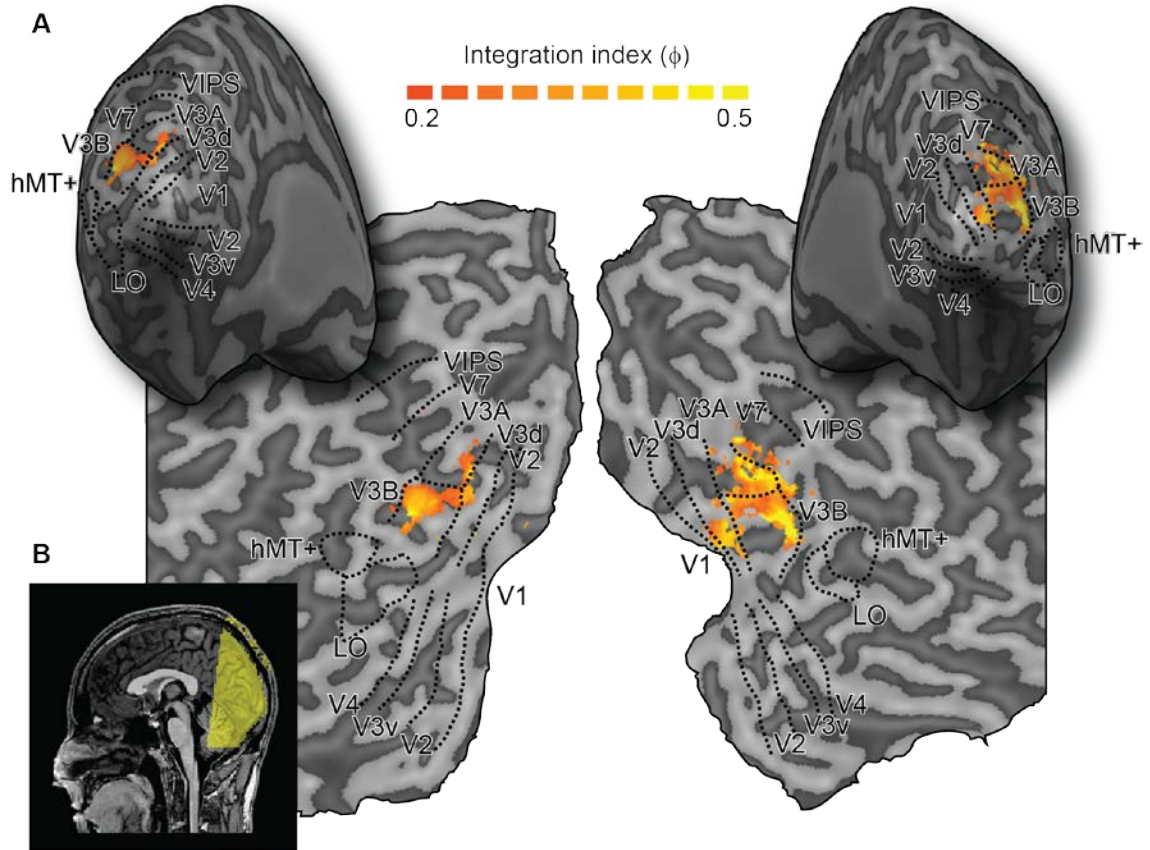 A
Integration index (ϕ)
0.2 0.5
VIPS
V7
V3A
V3B
V3d
V2
hMT+
V1
V2
V3v
LO
V4
VIPS
V7
V3d
V2
V3A
V1
V3B
V2
hMT+
V3v
V4
LO
VIPS
V7
V3A
V3d
V2
V3B
hMT+
V1
LO
V4
V3v
V2
V3A V7
V3d
VIPS
V2
V3B
hMT+
V1
LO
V4
V3v
V2
B